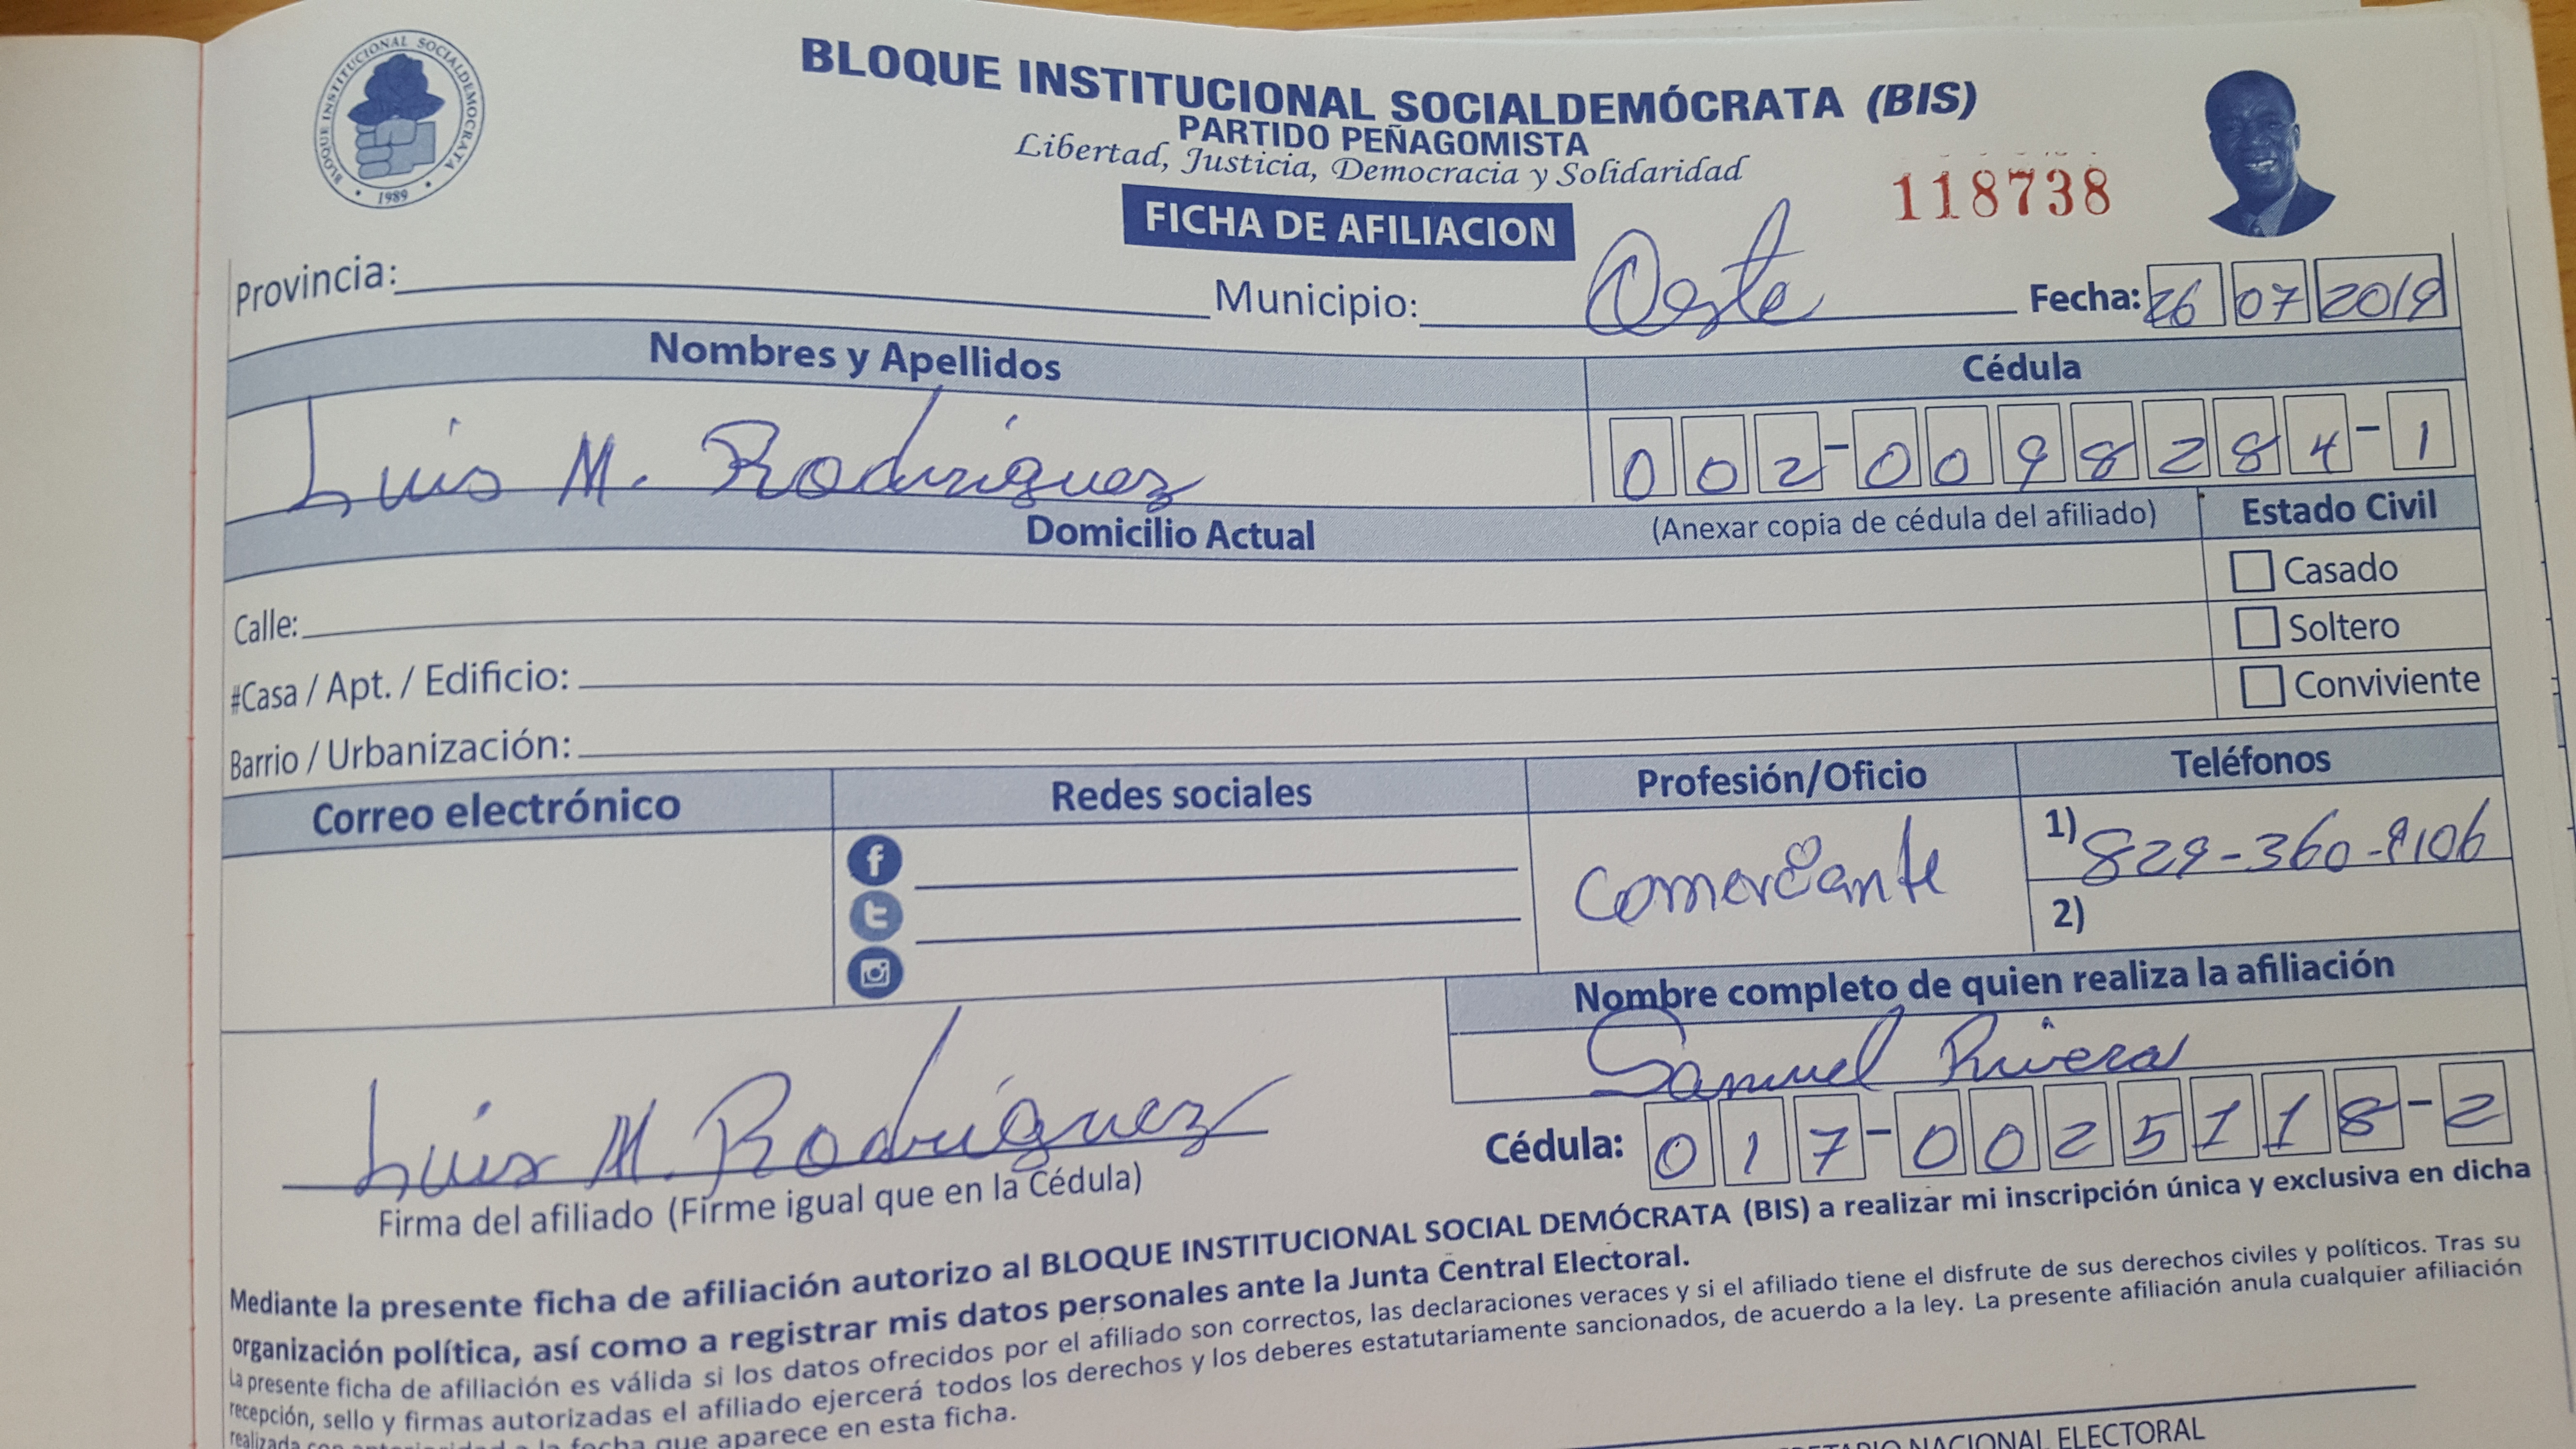 BLOQUE INSTITUCIONAL SOCIALDEMOCRATA
1989
BLOQUE INSTITUCIONAL SOCIALDEMÓCRATA (BIS)
PARTIDO PEÑAGOMISTA
Libertad, Justicia, Democracia y Solidaridad
118738
FICHA DE AFILIACION
Provincia: Municipio: Oeste Fecha: 26 07 2019
Nombres y Apellidos Cédula
Luis M. Rodriguez 002-0098284-1
Domicilio Actual (Anexar copia de cédula del afiliado) Estado Civil
Casado
Calle: Soltero
#Casa / Apt. / Edificio: Conviviente
Barrio / Urbanización:
Correo electrónico Redes sociales Profesión/Oficio Teléfonos
comerciante 1) 829-360-8106
2)
Nombre completo de quien realiza la afiliación
Samuel Rivera
Luis M. Rodriguez Cédula: 017-0025118-2
Firma del afiliado (Firme igual que en la Cédula)
Mediante la presente ficha de afiliación autorizo al BLOQUE INSTITUCIONAL SOCIAL DEMÓCRATA (BIS) a realizar mi inscripción única y exclusiva en dicha
organización política, así como a registrar mis datos personales ante la Junta Central Electoral.
La presente ficha de afiliación es válida si los datos ofrecidos por el afiliado son correctos, las declaraciones veraces y si el afiliado tiene el disfrute de sus derechos civiles y políticos. Tras su
recepción, sello y firmas autorizadas el afiliado ejercerá todos los derechos y los deberes estatutariamente sancionados, de acuerdo a la ley. La presente afiliación anula cualquier afiliación
realizada con a la fecha que aparece en esta ficha.
NACIONAL ELECTORAL